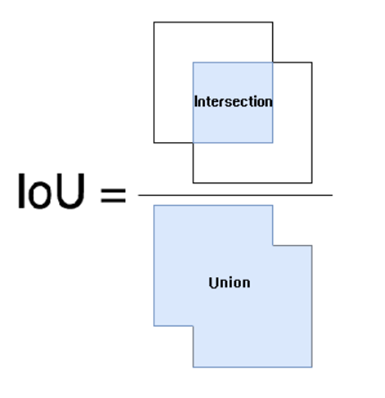 Intersection
IoU =
Union